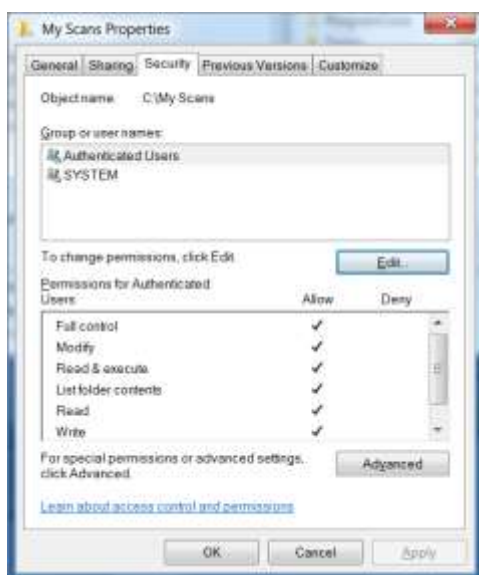 My Scans Properties
General Sharing Security Previous Versions Customize
Object name: C:\My Scans
Group or user names:
Authenticated Users
SYSTEM
To change permissions, click Edit.
Edit...
Permissions for Authenticated
Users Allow Deny
Full control
Modify
Read & execute
List folder contents
Read
Write
For special permissions or advanced settings,
click Advanced.
Advanced
Learn about access control and permissions
OK Cancel Apply